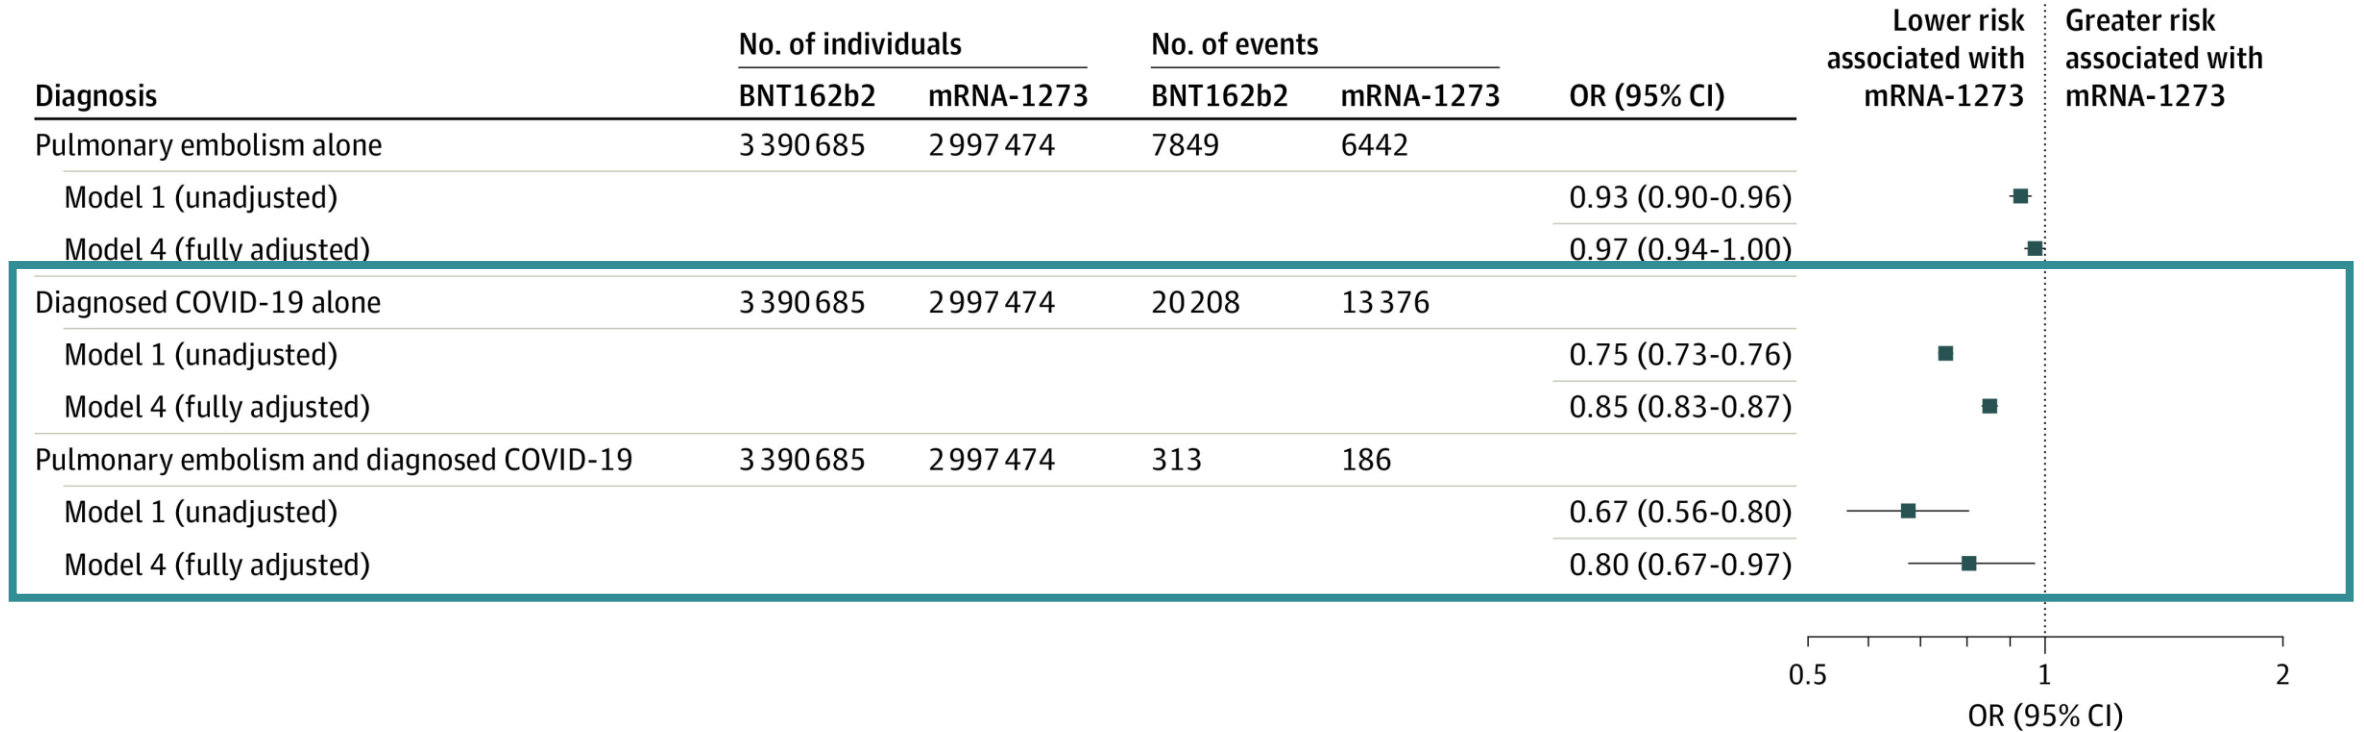 No. of individuals No. of events
Lower risk associated with mRNA-1273
Greater risk associated with mRNA-1273
Diagnosis BNT162b2 mRNA-1273 BNT162b2 mRNA-1273 OR (95% CI)
Pulmonary embolism alone 3 390 685 2 997 474 7849 6442
Model 1 (unadjusted) 0.93 (0.90-0.96)
Model 4 (fully adjusted) 0.97 (0.94-1.00)
Diagnosed COVID-19 alone 3 390 685 2 997 474 20 208 13 376
Model 1 (unadjusted) 0.75 (0.73-0.76)
Model 4 (fully adjusted) 0.85 (0.83-0.87)
Pulmonary embolism and diagnosed COVID-19 3 390 685 2 997 474 313 186
Model 1 (unadjusted) 0.67 (0.56-0.80)
Model 4 (fully adjusted) 0.80 (0.67-0.97)
0.5 1 2
OR (95% CI)